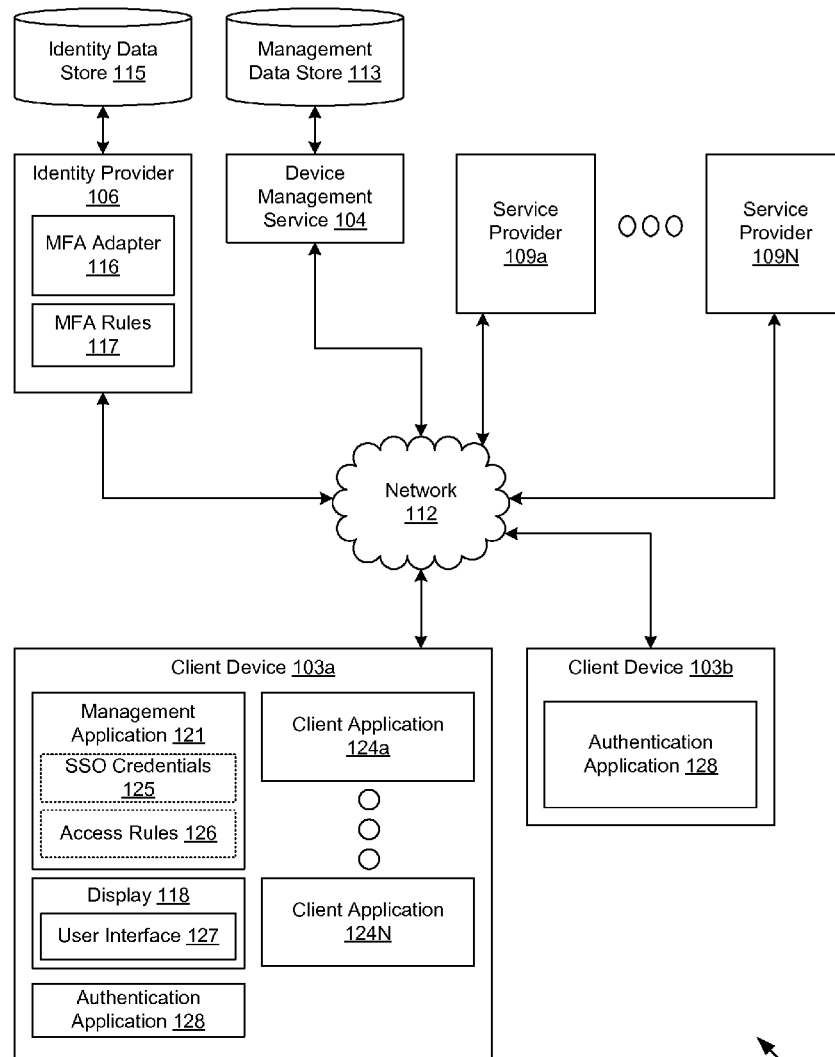 Identity Data
Store 115
Management
Data Store 113
Identity Provider
106
MFA Adapter
116
MFA Rules
117
Device
Management
Service 104
Service
Provider
109a
Service
Provider
109N
Network
112
Client Device 103a
Management
Application 121
SSO Credentials
125
Access Rules 126
Display 118
User Interface 127
Authentication
Application 128
Client Application
124a
Client Application
124N
Client Device 103b
Authentication
Application 128